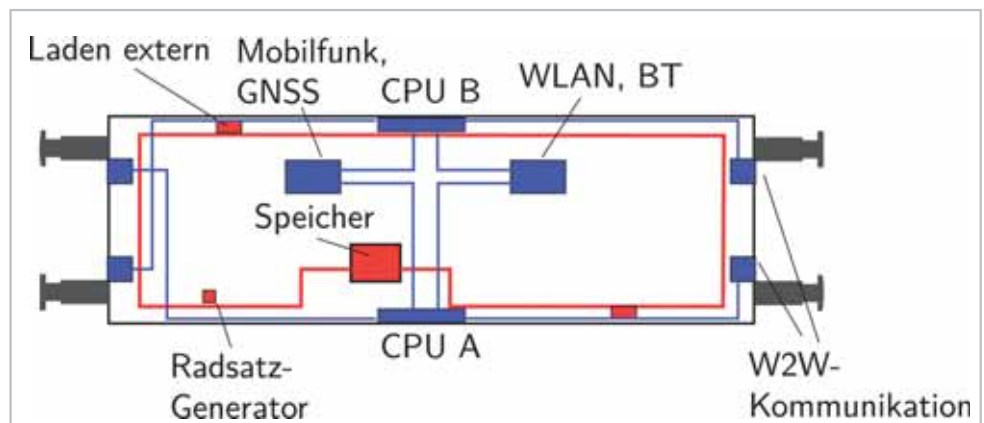 Laden extern
Mobilfunk,
GNSS
CPU B
WLAN, BT
Speicher
CPU A
Radsatz-
Generator
W2W-
Kommunikation